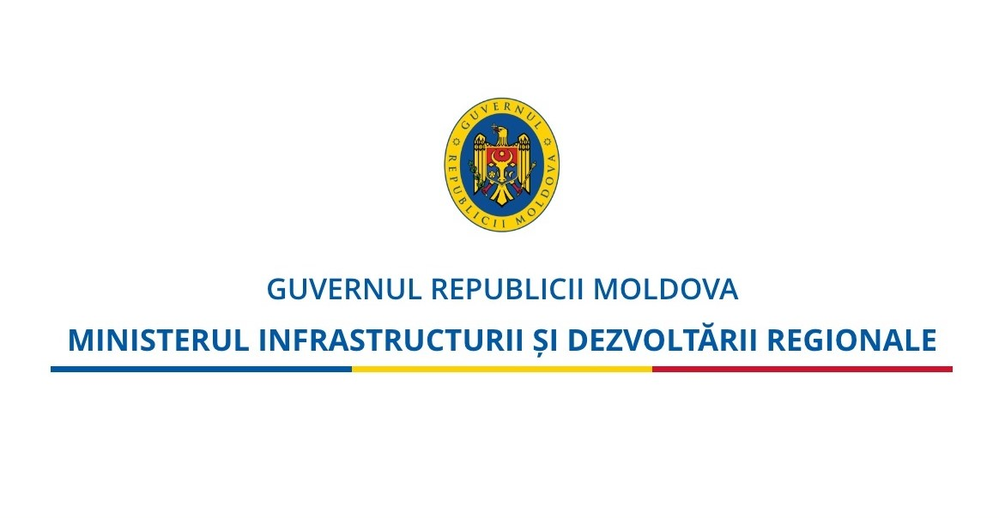 GUVERNUL
REPUBLICII MOLDOVA
GUVERNUL REPUBLICII MOLDOVA
MINISTERUL INFRASTRUCTURII ȘI DEZVOLTĂRII REGIONALE